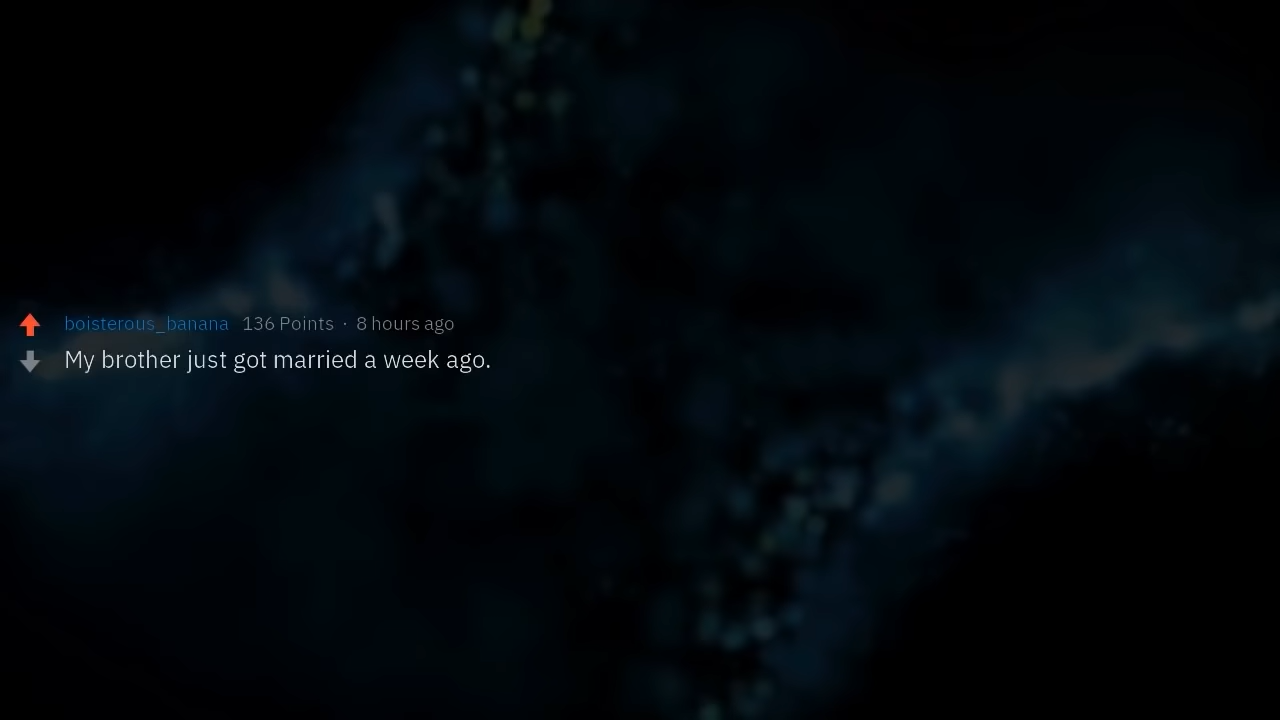 boisterous_banana 136 Points · 8 hours ago
My brother just got married a week ago.